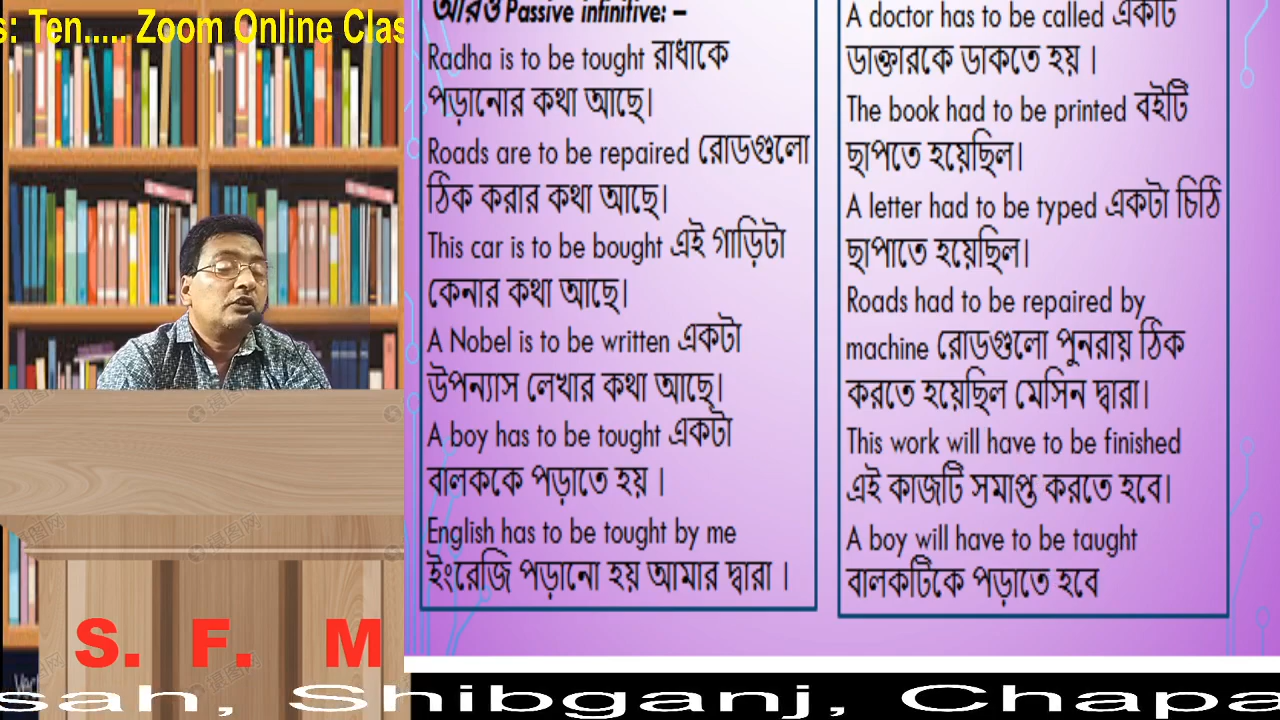 s: Ten..... Zoom Online Clas
আরও Passive infinitive: –
Radha is to be tought রাধাকে
পড়ানোর কথা আছে।
Roads are to be repaired রোডগুলো
ঠিক করার কথা আছে।
This car is to be bought এই গাড়িটা
কেনার কথা আছে।
A Nobel is to be written একটা
উপন্যাস লেখার কথা আছে।
A boy has to be tought একটা
বালককে পড়াতে হয় ।
English has to be tought by me
ইংরেজি পড়ানো হয় আমার দ্বারা ।
A doctor has to be called একটি
ডাক্তারকে ডাকতে হয় ।
The book had to be printed বইটি
ছাপতে হয়েছিল।
A letter had to be typed একটা চিঠি
ছাপাতে হয়েছিল।
Roads had to be repaired by
machine রোডগুলো পুনরায় ঠিক
করতে হয়েছিল মেসিন দ্বারা।
This work will have to be finished
এই কাজটি সমাপ্ত করতে হবে।
A boy will have to be taught
বালকটিকে পড়াতে হবে
S. F. M
sah, Shibganj, Chapa